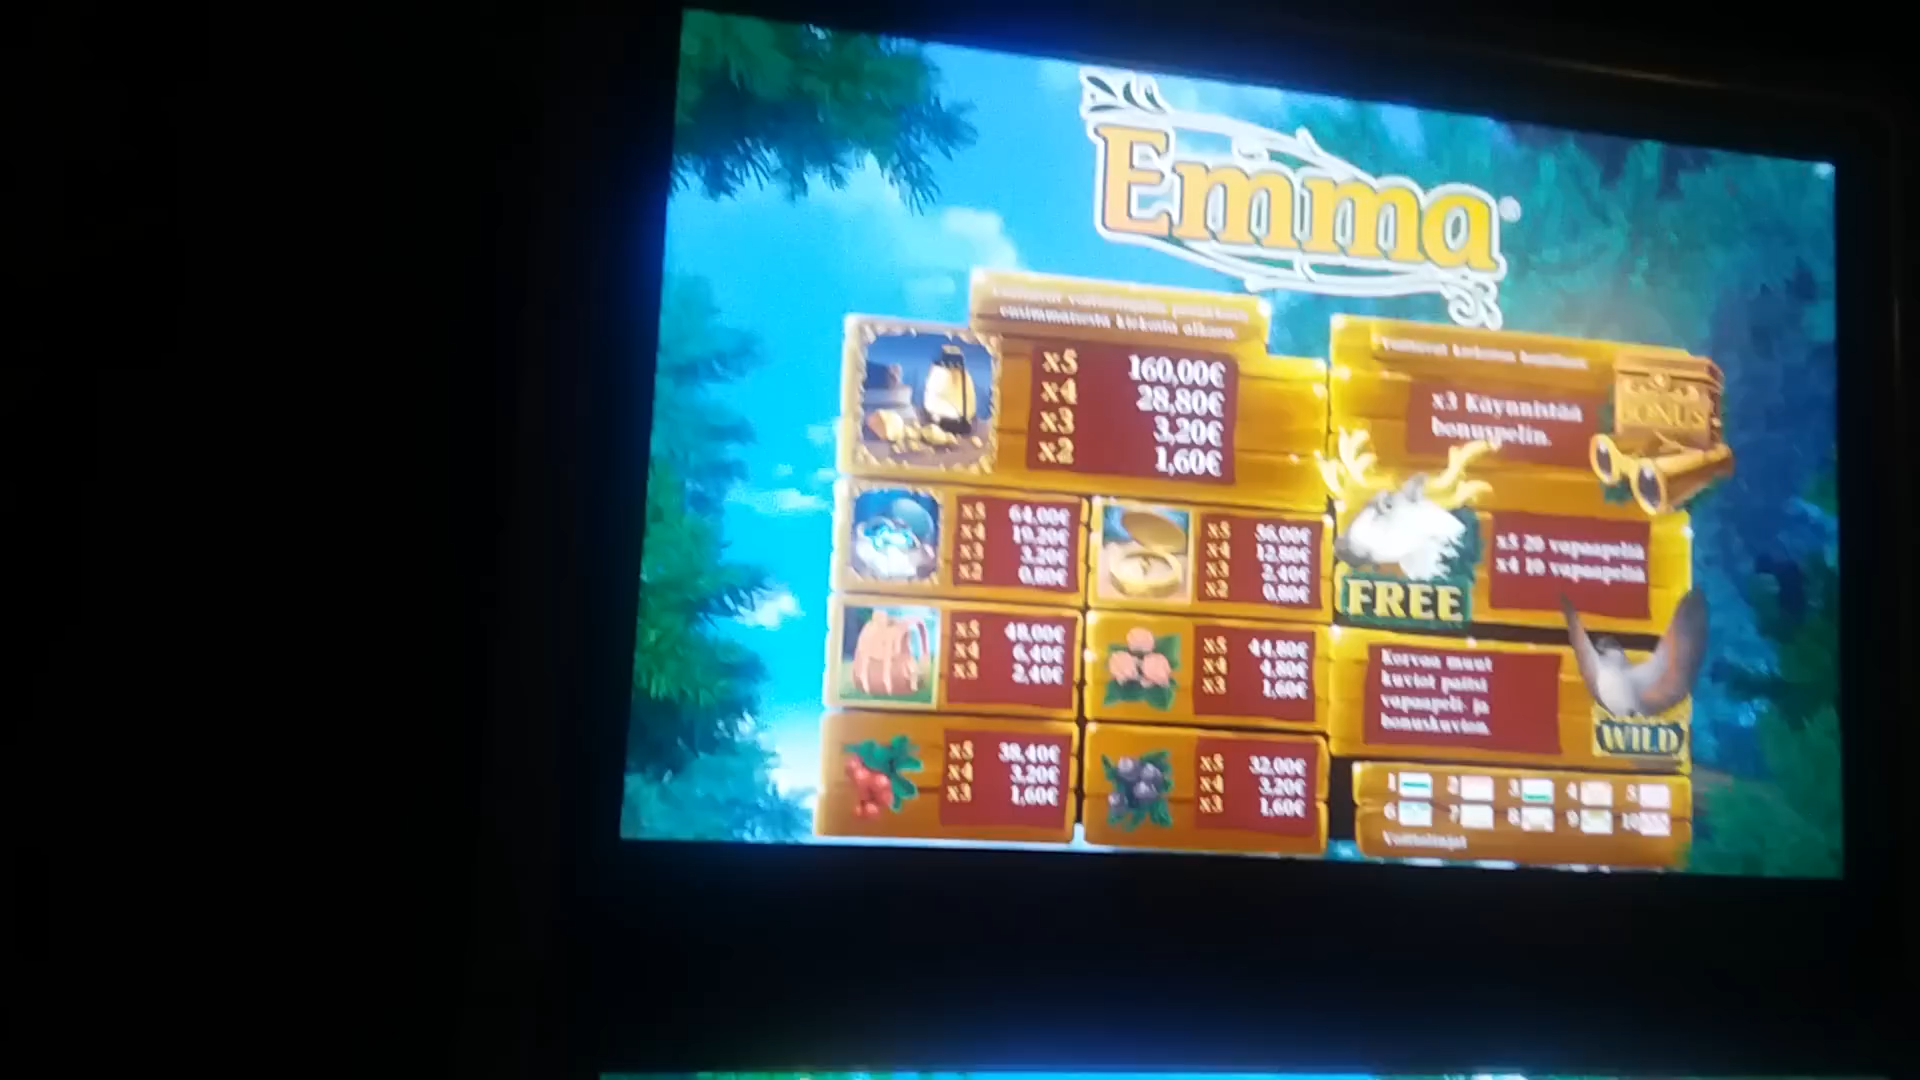 Emma®
ensimmäisestä kiekosta alkaen.
x5 160,00€
x4 28,80€
x3 3,20€
x2 1,60€
x5 64,00€
x4 19,20€
x3 3,20€
x2 0,80€
x5 56,00€
x4 12,80€
x3 2,40€
x2 0,80€
x5 48,00€
x4 6,40€
x3 2,40€
x5 44,80€
x4 4,80€
x3 1,60€
x5 38,40€
x4 3,20€
x3 1,60€
x5 32,00€
x4 3,20€
x3 1,60€
BONUS
x3 Käynnistää
bonuspelin.
FREE
x5 20 vapaapeliä
x4 10 vapaapeliä
Korvaa muut
kuviot paitsi
vapaapeli- ja
bonuskuvion.
WILD
1 2 3 4 5
6 7 8 9 10
Voittolinjat